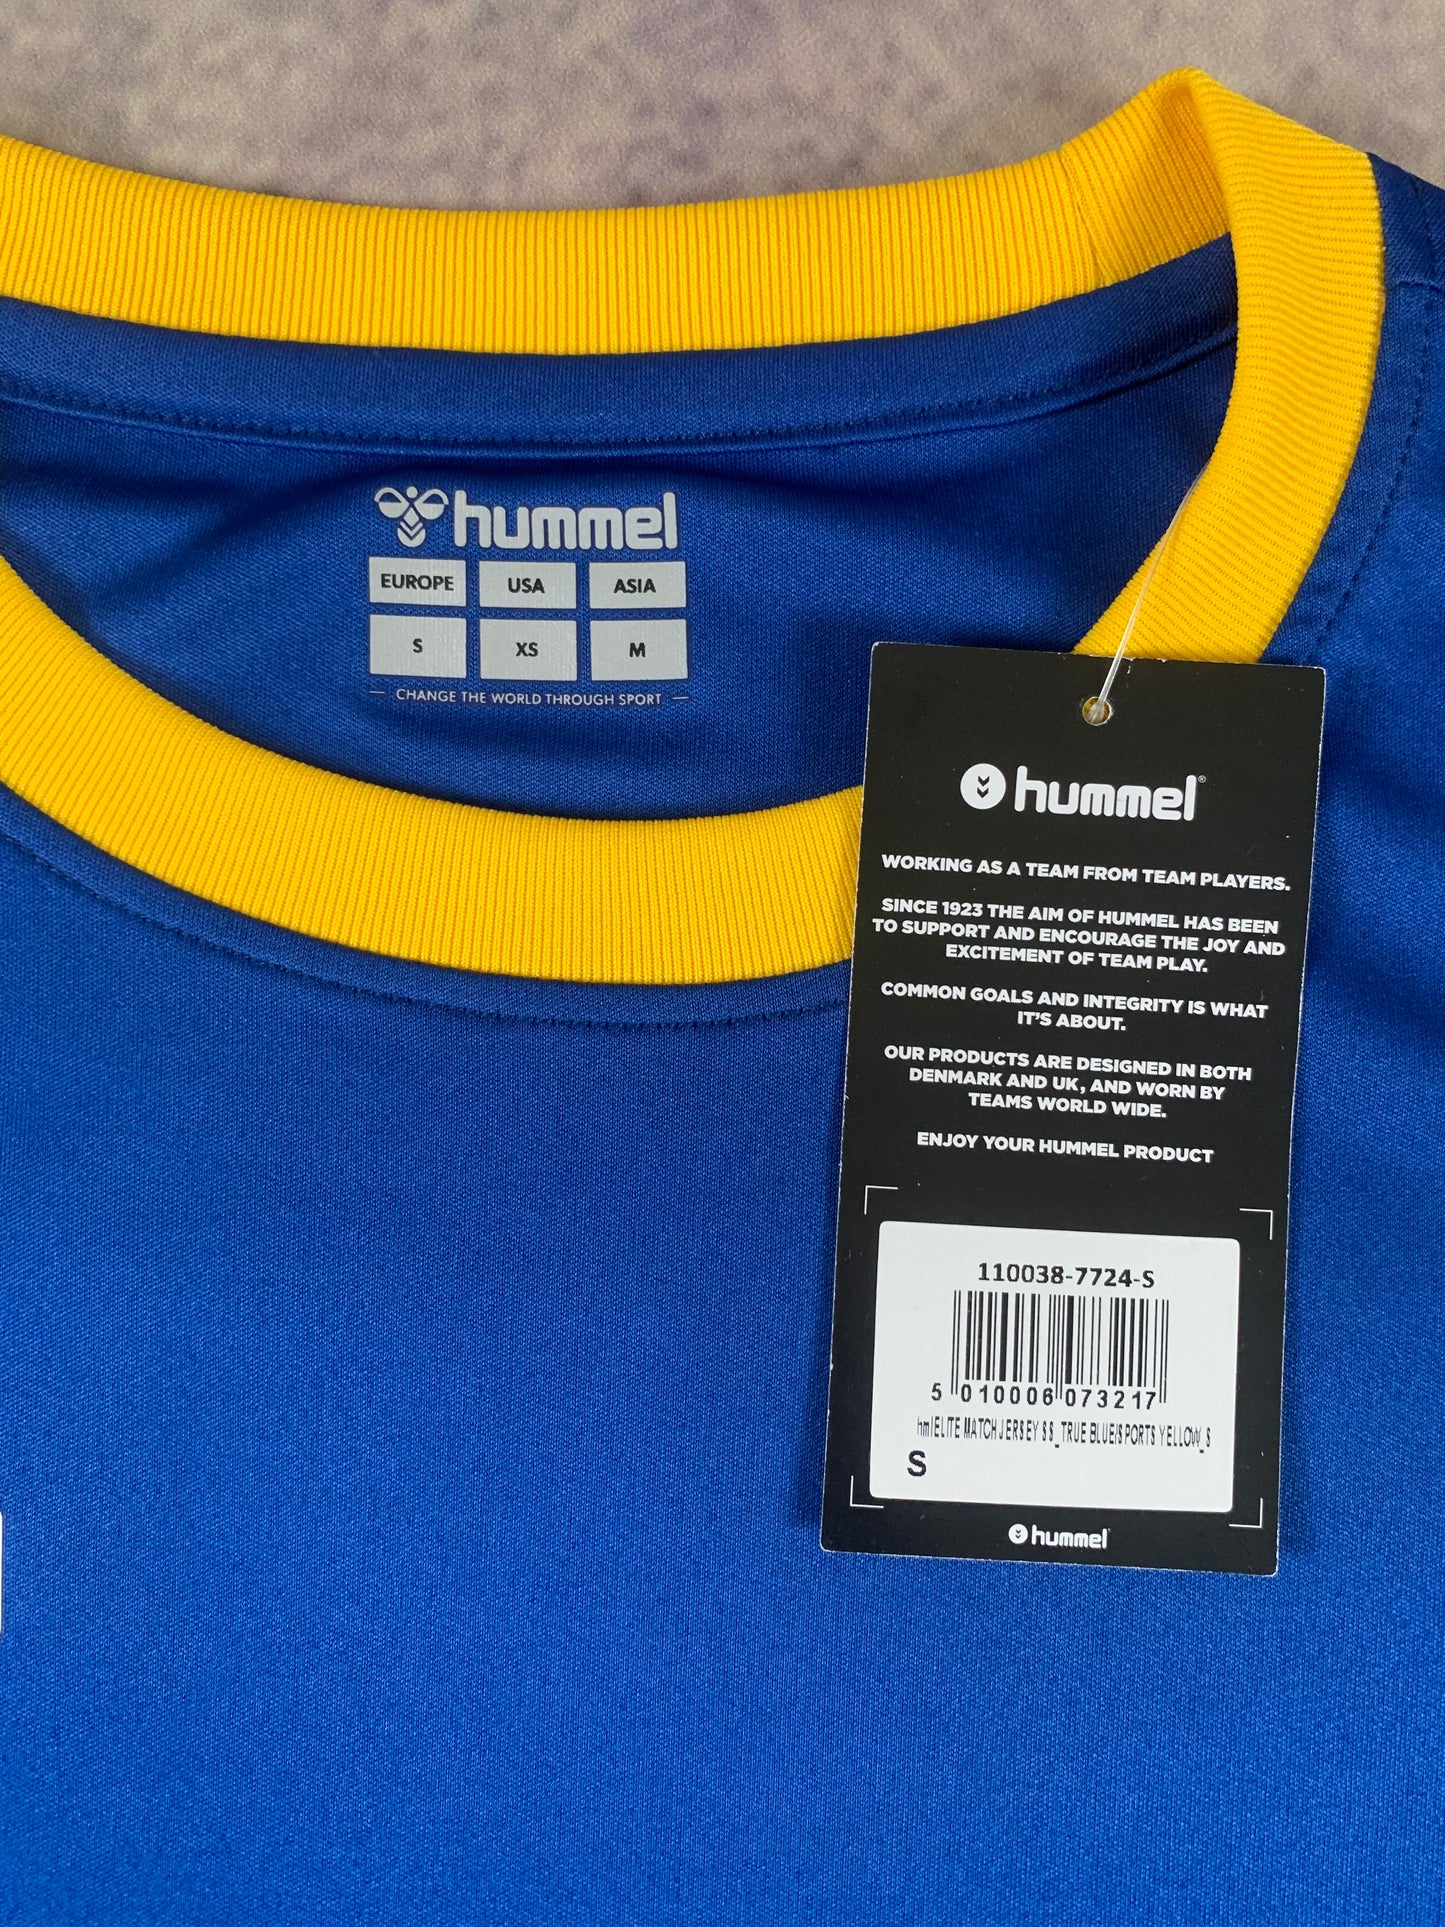 hummel
EUROPE USA ASIA
S XS M
CHANGE THE WORLD THROUGH SPORT
hummel®
WORKING AS A TEAM FROM TEAM PLAYERS.
SINCE 1923 THE AIM OF HUMMEL HAS BEEN
TO SUPPORT AND ENCOURAGE THE JOY AND
EXCITEMENT OF TEAM PLAY.
COMMON GOALS AND INTEGRITY IS WHAT
IT'S ABOUT.
OUR PRODUCTS ARE DESIGNED IN BOTH
DENMARK AND UK, AND WORN BY
TEAMS WORLD WIDE.
ENJOY YOUR HUMMEL PRODUCT
110038-7724-S
5 010006 073217
hmlELITE MATCH JERSEY SS_TRUE BLUE/SPORTS YELLOW_S
S
hummel